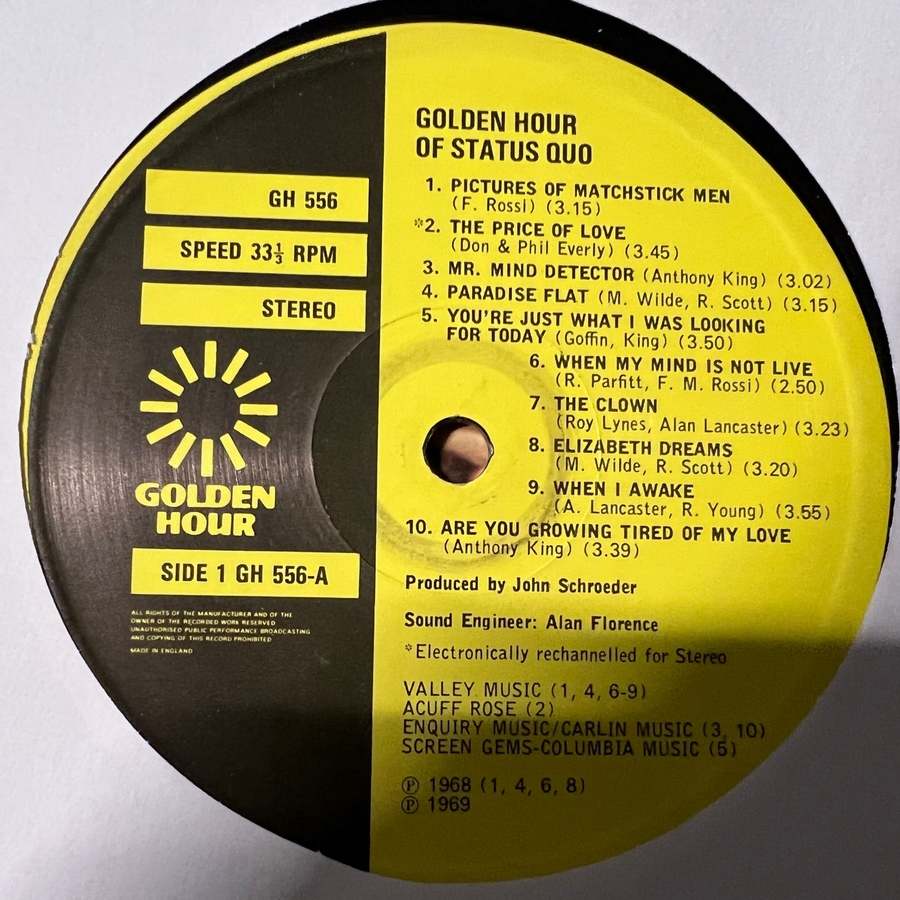 GOLDEN HOUR
OF STATUS QUO
1. PICTURES OF MATCHSTICK MEN
(F. Rossi) (3.15)
*2. THE PRICE OF LOVE
(Don & Phil Everly) (3.45)
3. MR. MIND DETECTOR (Anthony King) (3.02)
4. PARADISE FLAT (M. Wilde, R. Scott) (3.15)
5. YOU'RE JUST WHAT I WAS LOOKING
FOR TODAY (Goffin, King) (3.50)
6. WHEN MY MIND IS NOT LIVE
(R. Parfitt, F. M. Rossi) (2.50)
7. THE CLOWN
(Roy Lynes, Alan Lancaster) (3.23)
8. ELIZABETH DREAMS
(M. Wilde, R. Scott) (3.20)
9. WHEN I AWAKE
(A. Lancaster, R. Young) (3.55)
10. ARE YOU GROWING TIRED OF MY LOVE
(Anthony King) (3.39)
Produced by John Schroeder
Sound Engineer: Alan Florence
*Electronically rechannelled for Stereo
VALLEY MUSIC (1, 4, 6-9)
ACUFF ROSE (2)
ENQUIRY MUSIC/CARLIN MUSIC (3, 10)
SCREEN GEMS-COLUMBIA MUSIC (5)
Ⓟ 1968 (1, 4, 6, 8)
Ⓟ 1969
GH 556
SPEED 33⅓ RPM
STEREO
GOLDEN
HOUR
SIDE 1 GH 556-A
ALL RIGHTS OF THE MANUFACTURER AND OF THE
OWNER OF THE RECORDED WORK RESERVED
UNAUTHORISED PUBLIC PERFORMANCE BROADCASTING
AND COPYING OF THIS RECORD PROHIBITED
MADE IN ENGLAND